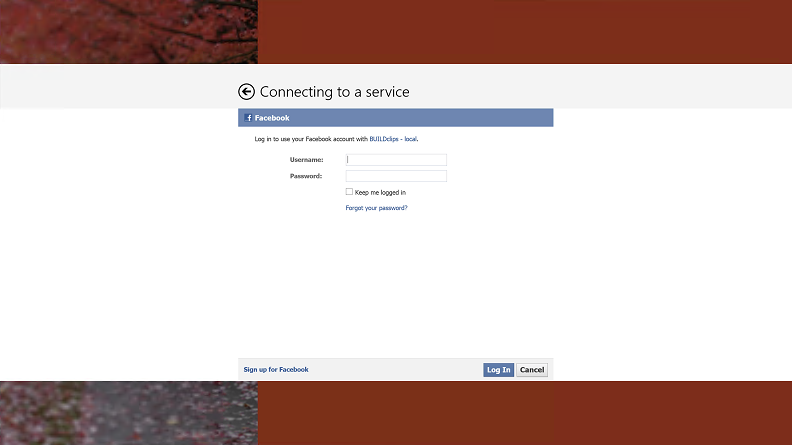 Connecting to a service
Facebook
Log in to use your Facebook account with BUILDclips - local.
Username:
Password:
Keep me logged in
Forgot your password?
Sign up for Facebook
Log In
Cancel